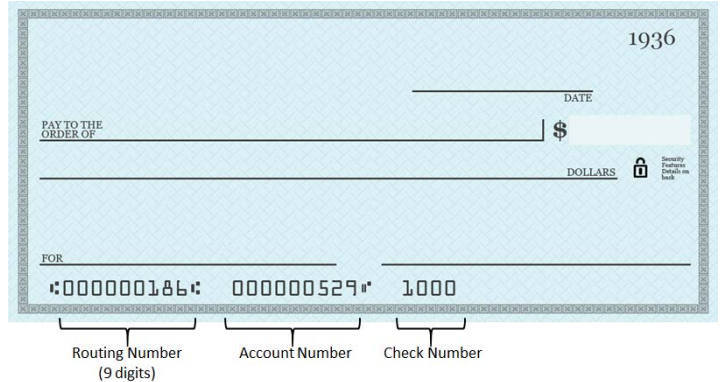 1936
DATE
PAY TO THE
ORDER OF
$
DOLLARS
Security
Features
Details on
back
FOR
⑆000000186⑆ 000000529⑈ 1000
Routing Number Account Number Check Number
(9 digits)